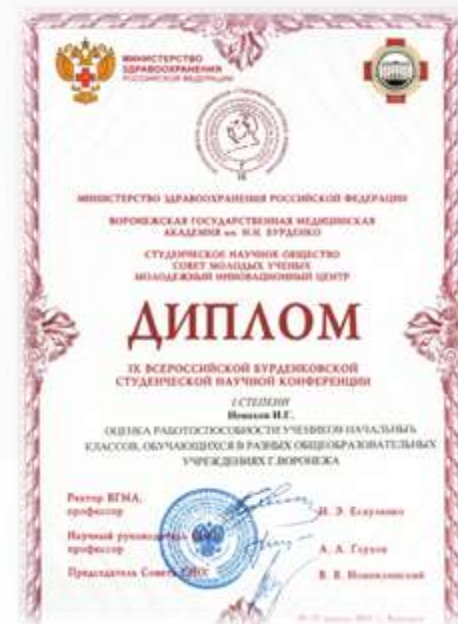 МИНИСТЕРСТВО
ЗДРАВООХРАНЕНИЯ
РОССИЙСКОЙ ФЕДЕРАЦИИ
МИНИСТЕРСТВО ЗДРАВООХРАНЕНИЯ РОССИЙСКОЙ ФЕДЕРАЦИИ
ВОРОНЕЖСКАЯ ГОСУДАРСТВЕННАЯ МЕДИЦИНСКАЯ
АКАДЕМИЯ им. Н.Н. БУРДЕНКО
СТУДЕНЧЕСКОЕ НАУЧНОЕ ОБЩЕСТВО
СОВЕТ МОЛОДЫХ УЧЕНЫХ
МОЛОДЕЖНЫЙ ИННОВАЦИОННЫЙ ЦЕНТР
ДИПЛОМ
IX ВСЕРОССИЙСКОЙ БУРДЕНКОВСКОЙ
СТУДЕНЧЕСКОЙ НАУЧНОЙ КОНФЕРЕНЦИИ
I СТЕПЕНИ
И.Г.
ОЦЕНКА РАБОТОСПОСОБНОСТИ УЧЕНИКОВ НАЧАЛЬНЫХ
КЛАССОВ, ОБУЧАЮЩИХСЯ В РАЗНЫХ ОБЩЕОБРАЗОВАТЕЛЬНЫХ
УЧРЕЖДЕНИЯХ Г.ВОРОНЕЖА
Ректор ВГМА,
профессор И. Э. Есауленко
Научный руководитель
профессор А. А. Глухов
Председатель Совета СНО: В. В.